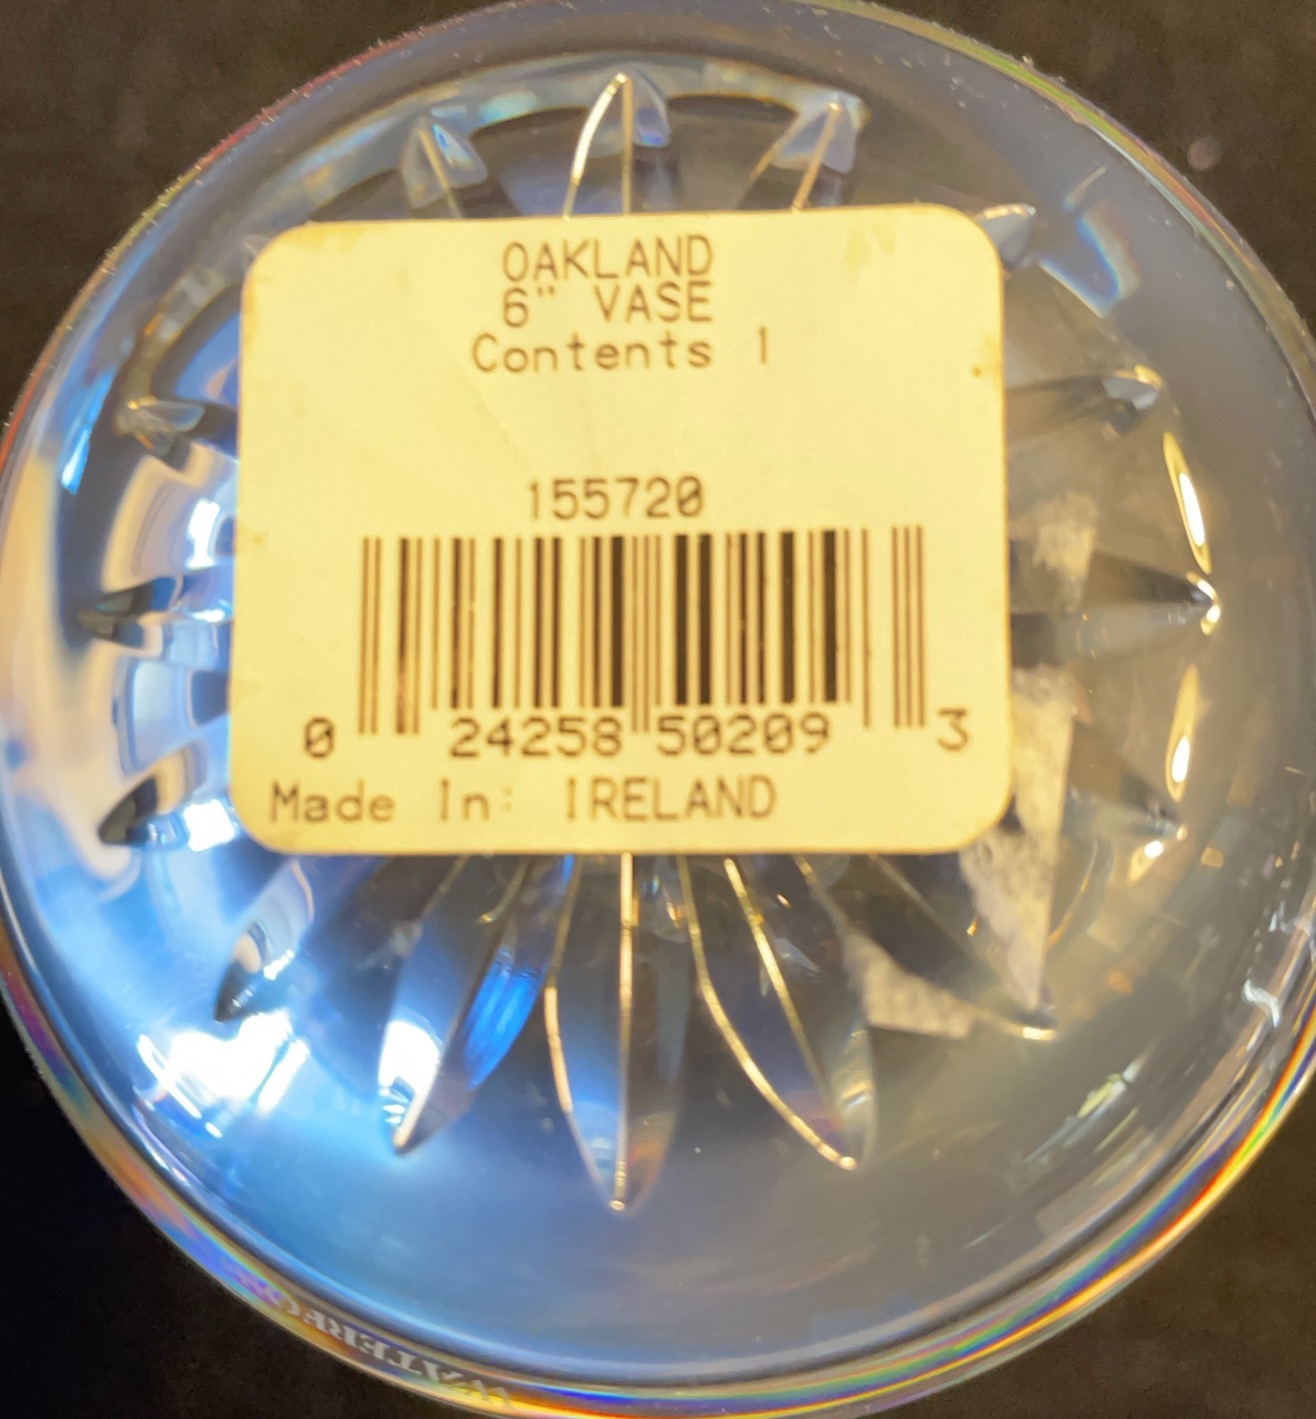 OAKLAND
6" VASE
Contents 1
155720
0 24258 50209 3
Made In: IRELAND